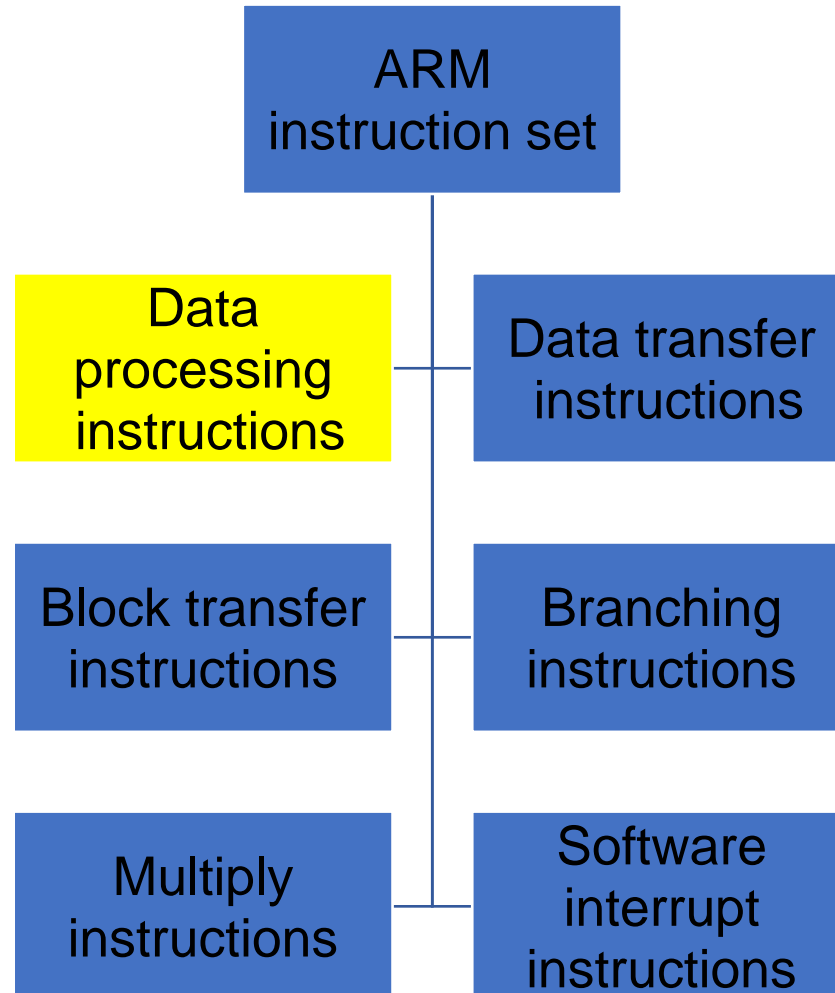 ARM
instruction set
Data
processing
instructions
Data transfer
instructions
Block transfer
instructions
Branching
instructions
Multiply
instructions
Software
interrupt
instructions